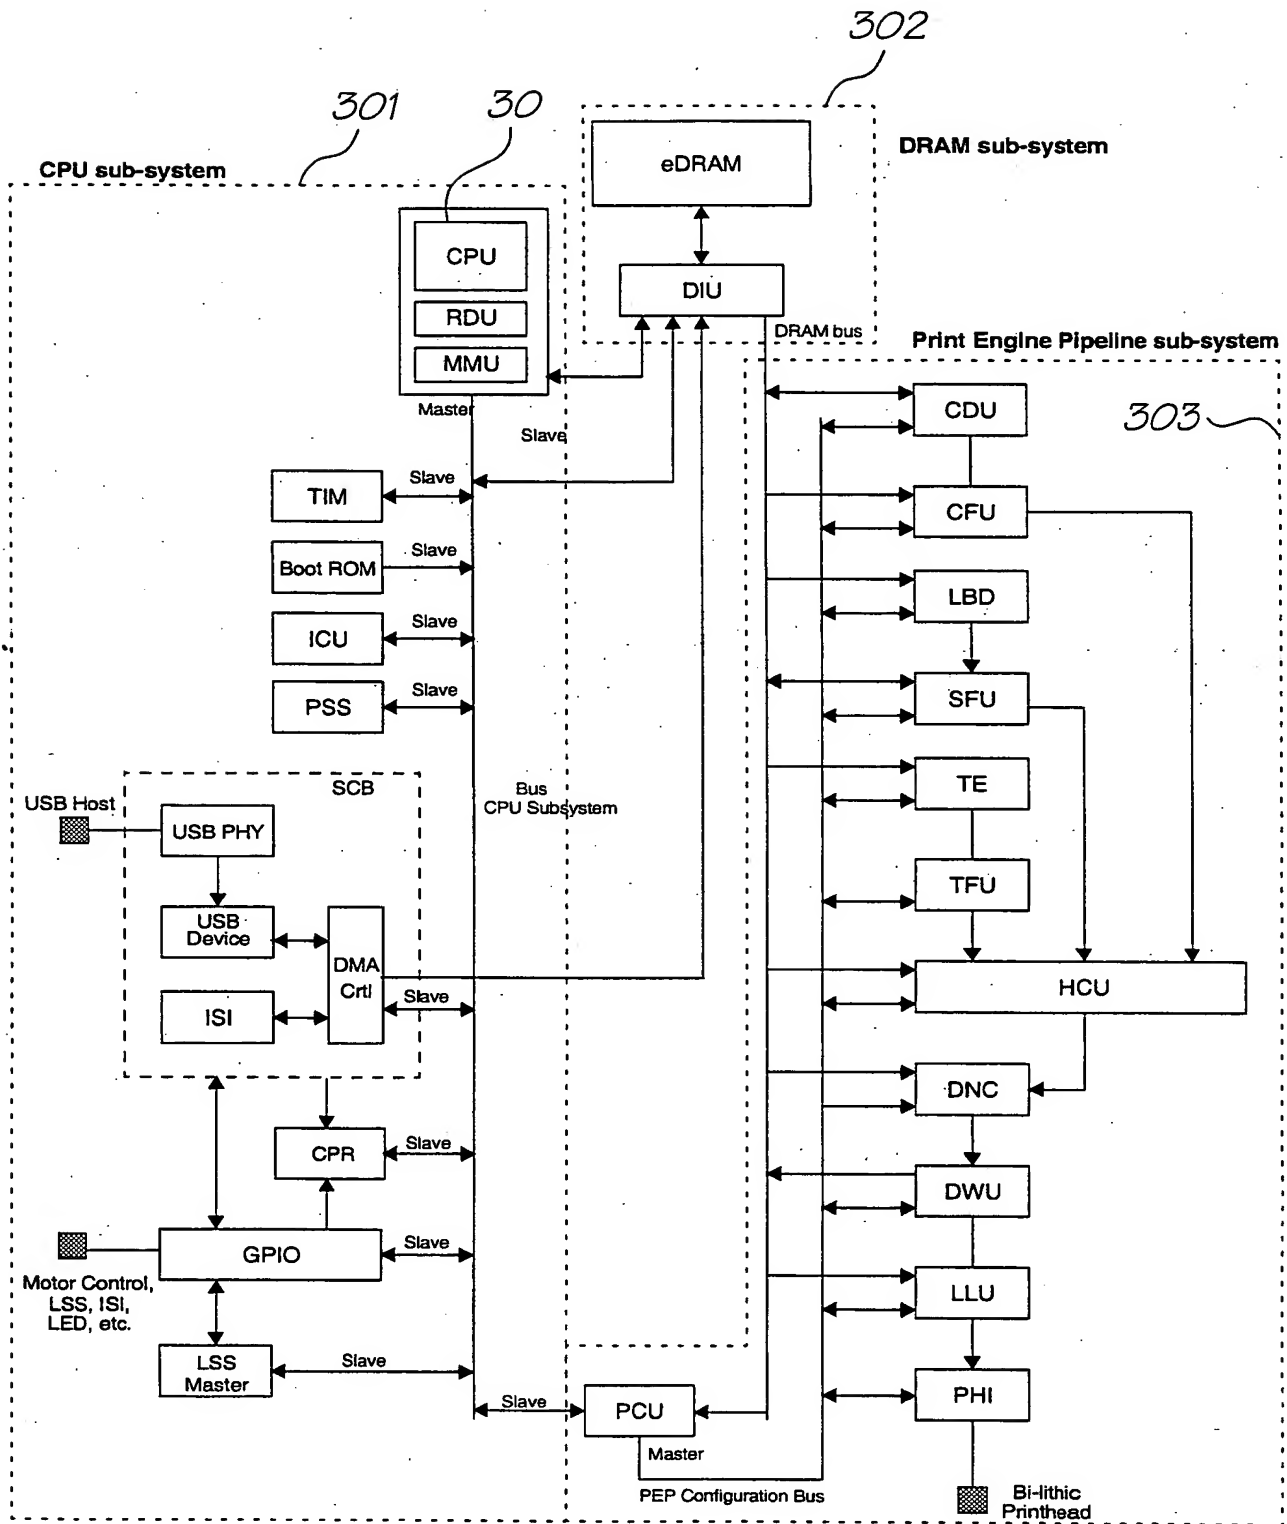 302
301
30
CPU sub-system
eDRAM
DRAM sub-system
CPU
DIU
RDU
DRAM bus
MMU
Print Engine Pipeline sub-system
Master
Slave
CDU
303
TIM
Slave
CFU
Boot ROM
Slave
LBD
ICU
Slave
PSS
Slave
SFU
SCB
Bus
CPU Subsystem
TE
USB Host
USB PHY
TFU
USB
Device
DMA
Crtl
Slave
ISI
HCU
DNC
CPR
Slave
DWU
GPIO
Slave
Motor Control,
LSS, ISI,
LED, etc.
LLU
LSS
Master
Slave
PHI
Slave
PCU
Master
PEP Configuration Bus
Bi-lithic
Printhead